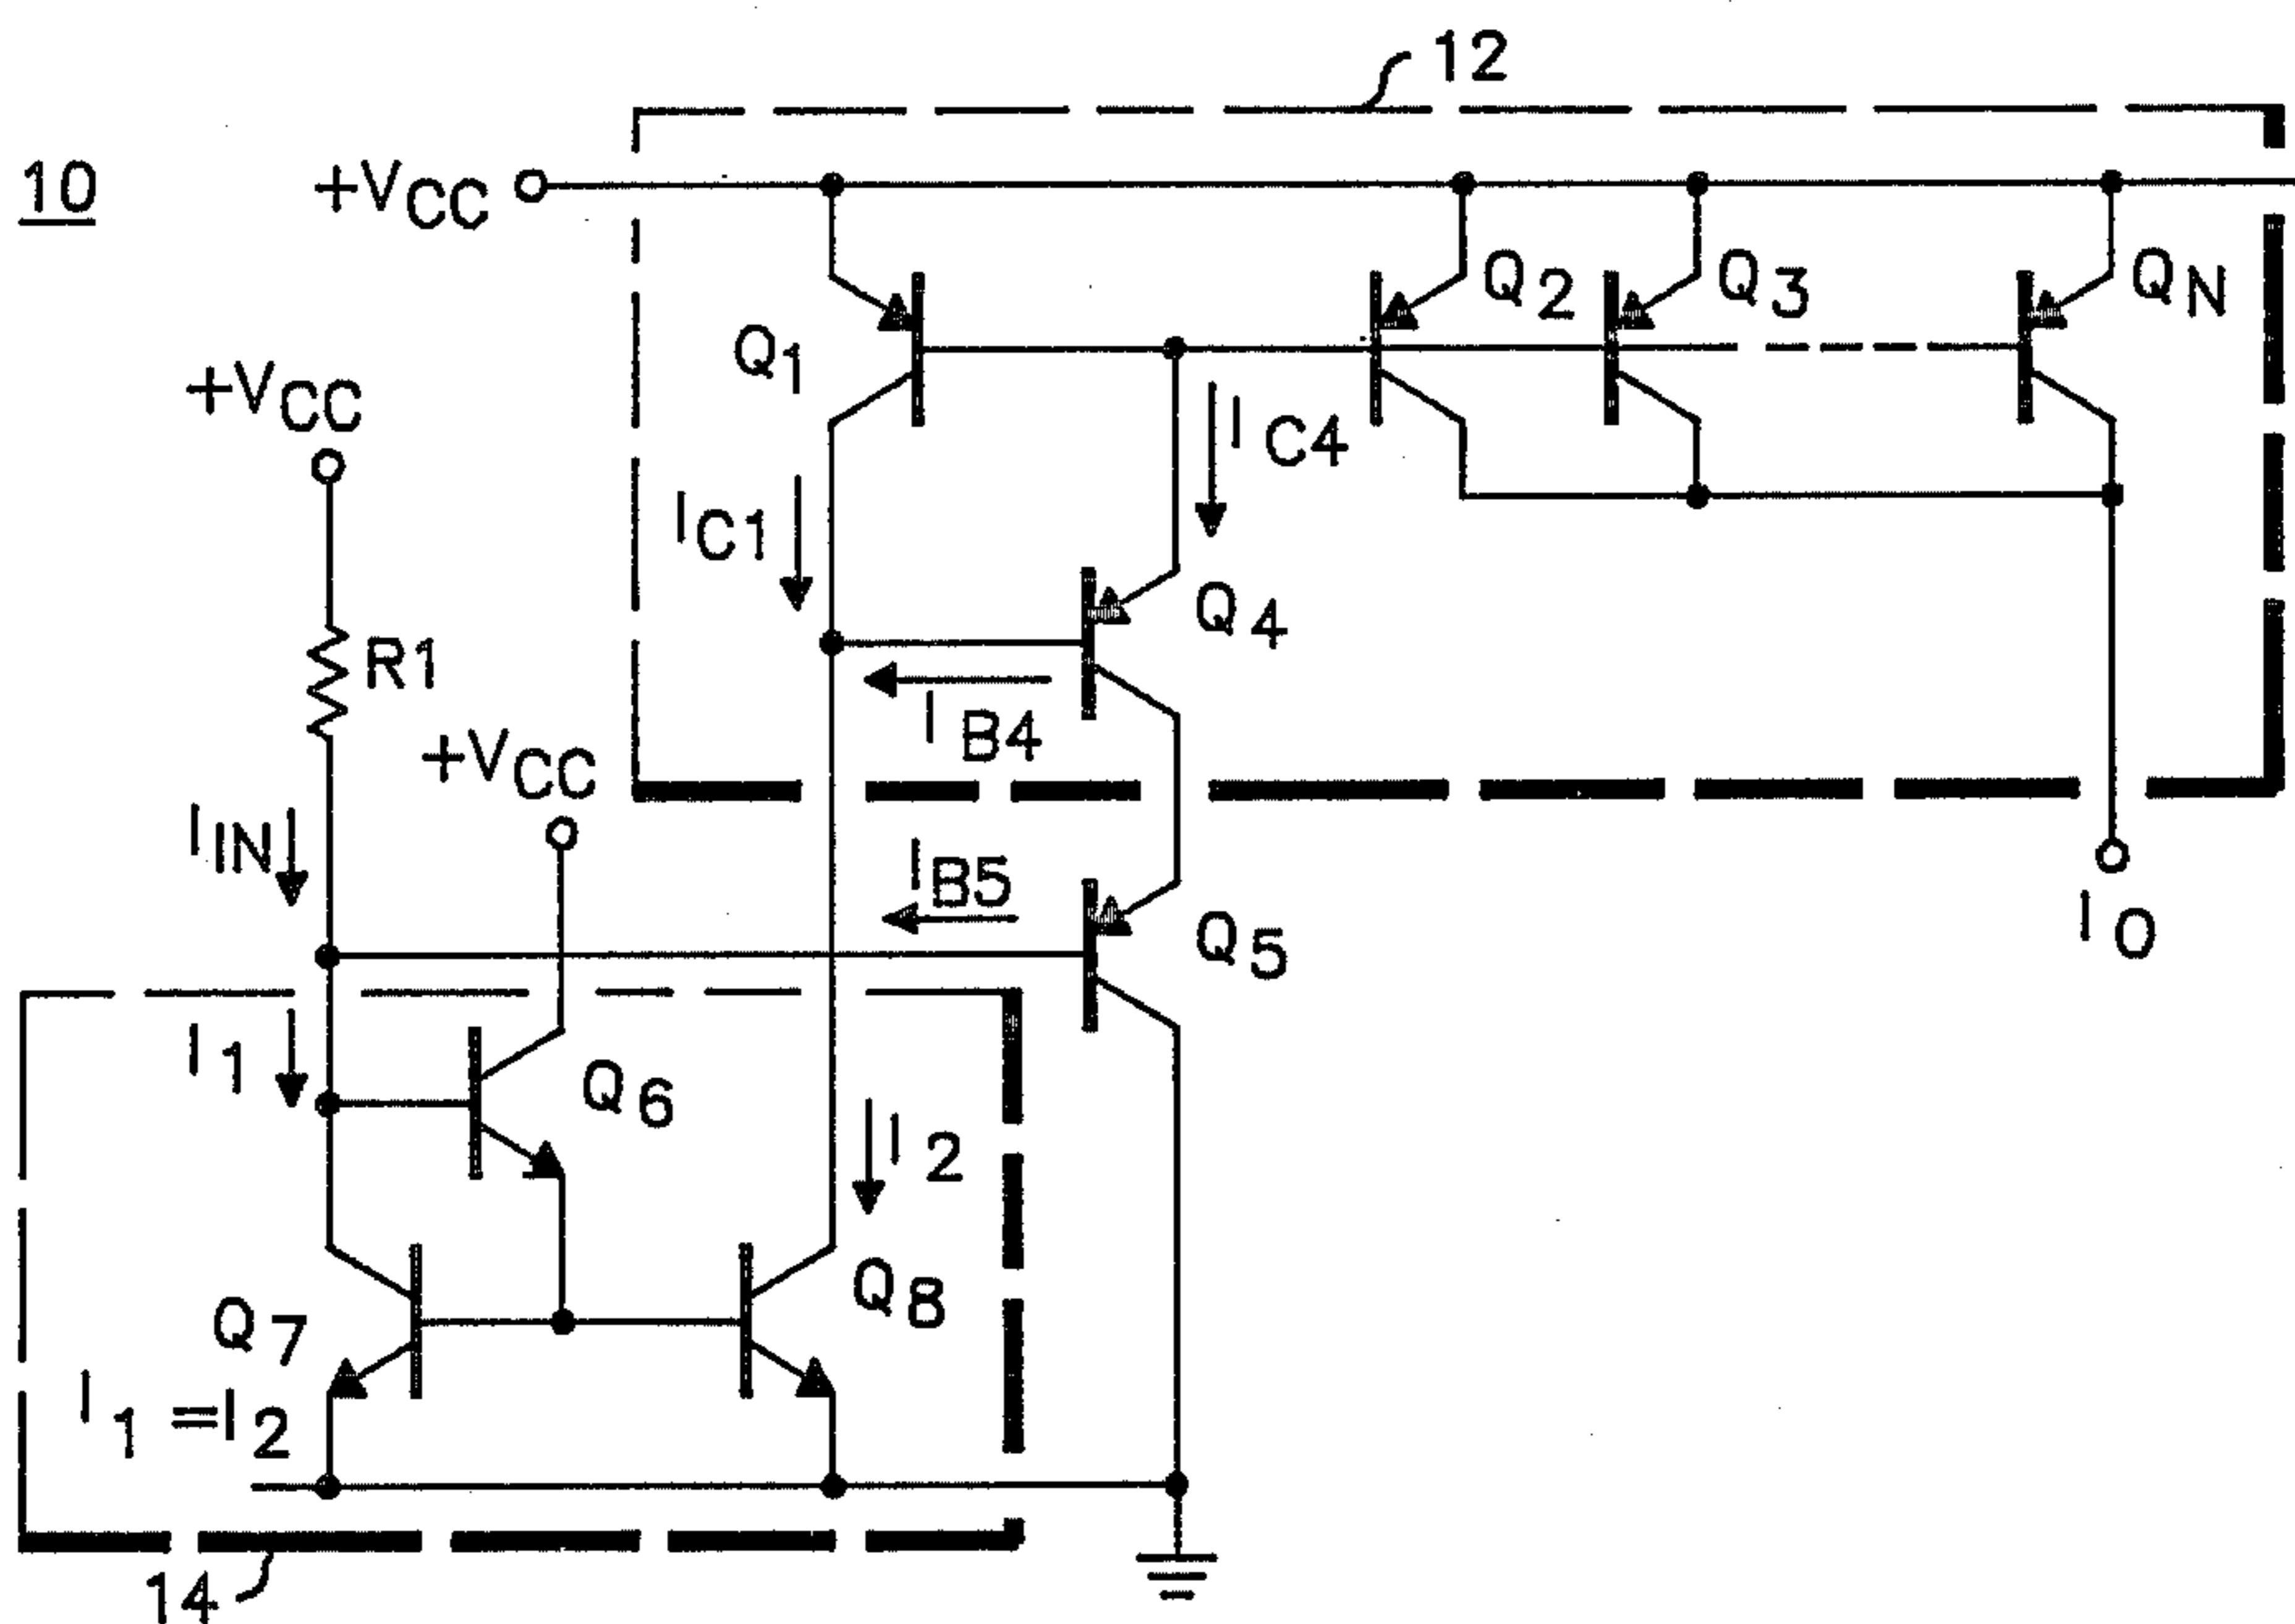 12
10
+VCC
Q1
Q2
Q3
QN
+VCC
IC1
IC4
R1
Q4
IB4
+VCC
IIN
IB5
Q5
IO
I1
Q6
I2
Q7
Q8
I1=I2
14